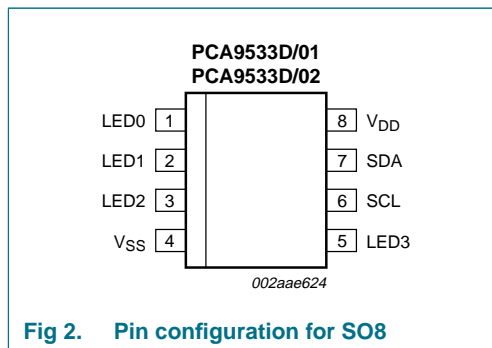 PCA9533D/01
PCA9533D/02
LED0 1 8 VDD
LED1 2 7 SDA
LED2 3 6 SCL
VSS 4 5 LED3
002aae624
Fig 2. Pin configuration for SO8